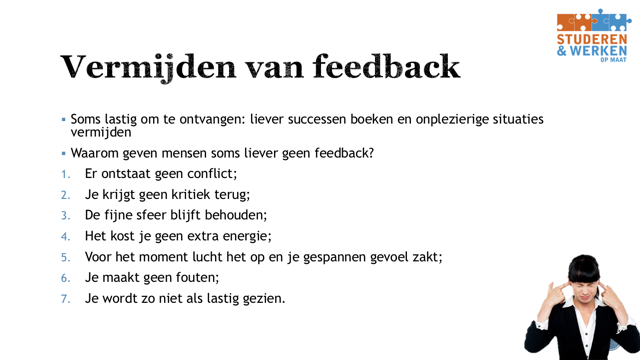 STUDEREN
& WERKEN
OP MAAT
Vermijden van feedback
▪ Soms lastig om te ontvangen: liever successen boeken en onplezierige situaties
vermijden
▪ Waarom geven mensen soms liever geen feedback?
1. Er ontstaat geen conflict;
2. Je krijgt geen kritiek terug;
3. De fijne sfeer blijft behouden;
4. Het kost je geen extra energie;
5. Voor het moment lucht het op en je gespannen gevoel zakt;
6. Je maakt geen fouten;
7. Je wordt zo niet als lastig gezien.